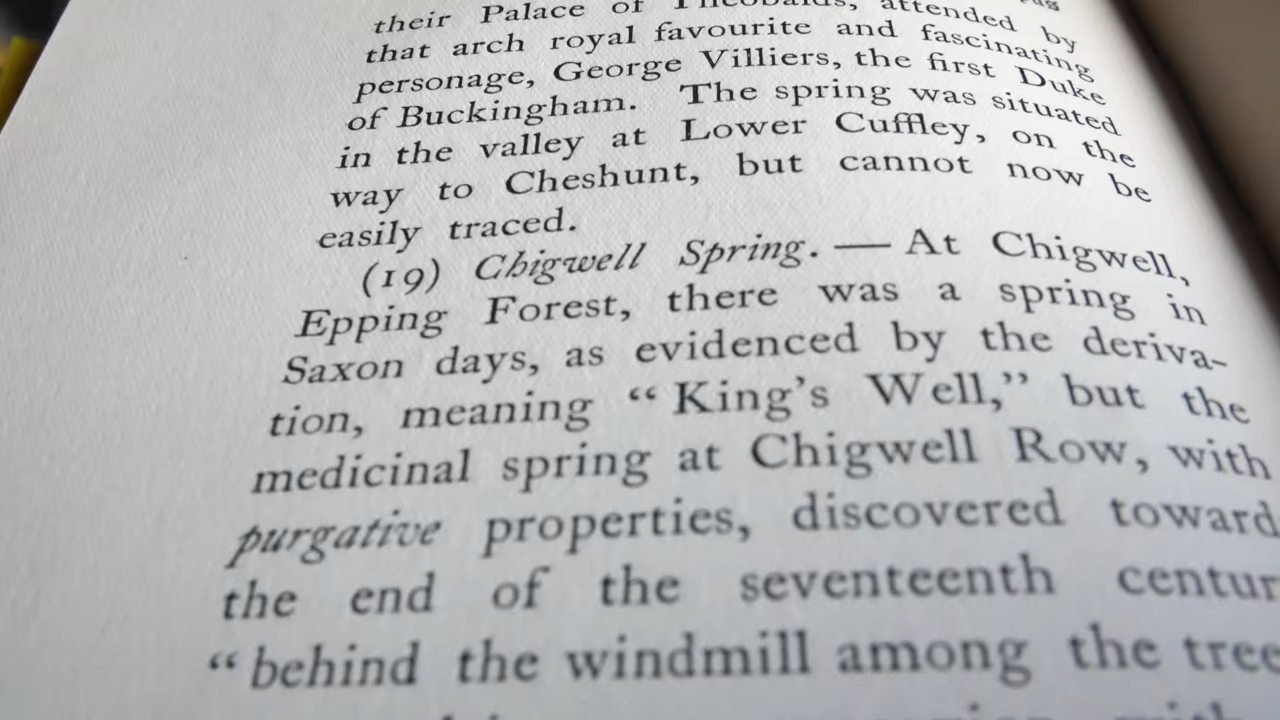 their Palace of Theobalds, attended by
that arch royal favourite and fascinating
personage, George Villiers, the first Duke
of Buckingham. The spring was situated
in the valley at Lower Cuffley, on the
way to Cheshunt, but cannot now be
easily traced.
(19) Chigwell Spring. — At Chigwell,
Epping Forest, there was a spring in
Saxon days, as evidenced by the deriva-
tion, meaning “ King’s Well,” but the
medicinal spring at Chigwell Row, with
purgative properties, discovered toward
the end of the seventeenth centur
“ behind the windmill among the tree